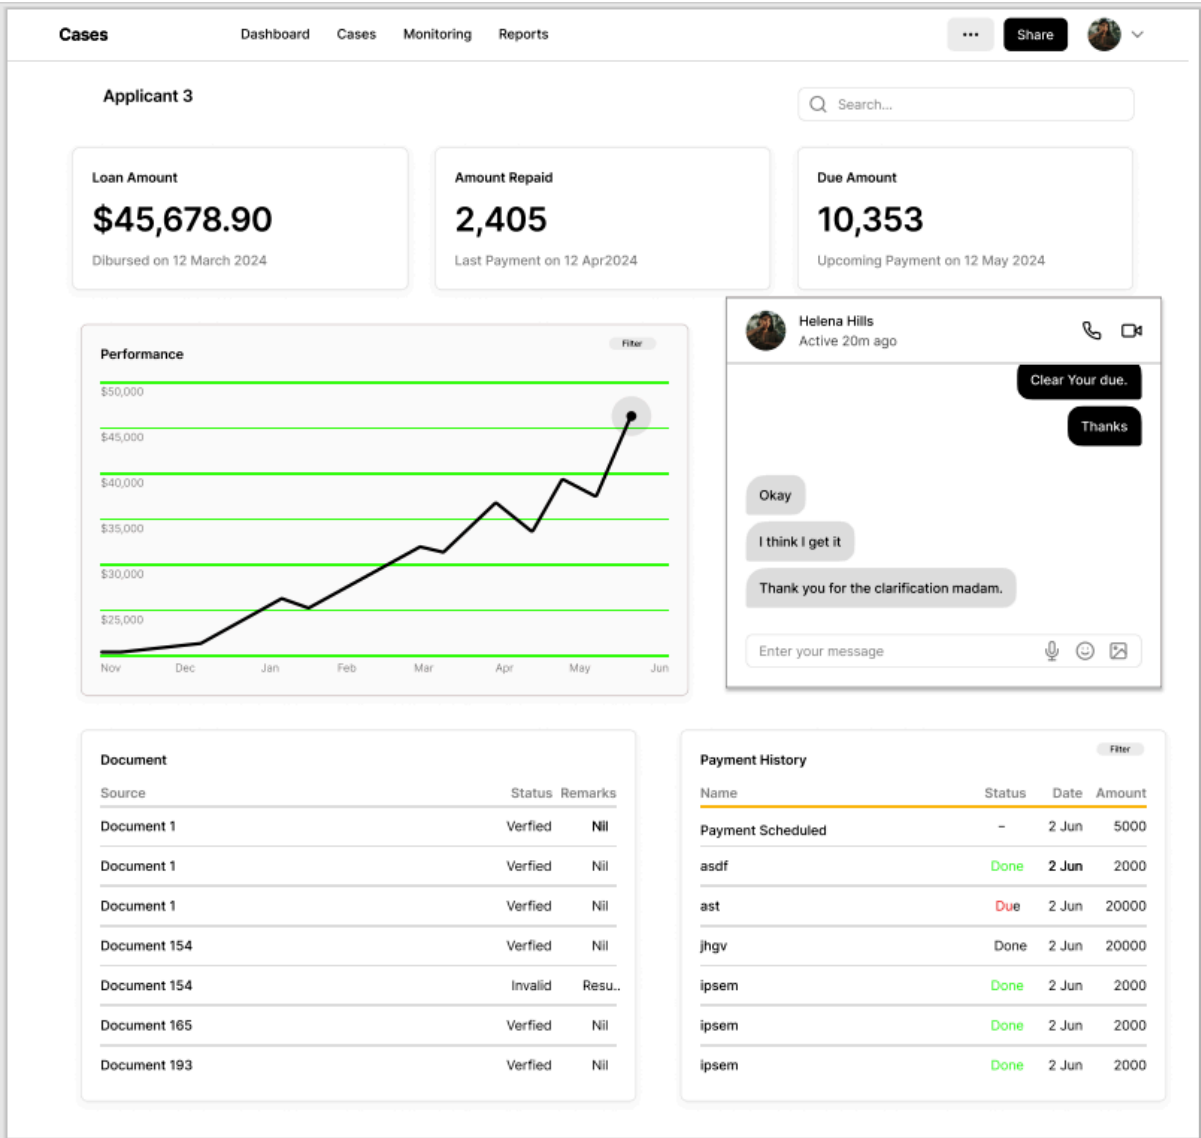 Cases Dashboard Cases Monitoring Reports ••• Share
Applicant 3
Search...
Loan Amount
$45,678.90
Dibursed on 12 March 2024
Amount Repaid
2,405
Last Payment on 12 Apr2024
Due Amount
10,353
Upcoming Payment on 12 May 2024
Performance
Filter
$50,000
$45,000
$40,000
$35,000
$30,000
$25,000
Nov Dec Jan Feb Mar Apr May Jun
Helena Hills
Active 20m ago
Clear Your due.
Thanks
Okay
I think I get it
Thank you for the clarification madam.
Enter your message
Document
Source Status Remarks
Document 1 Verfied Nil
Document 1 Verfied Nil
Document 1 Verfied Nil
Document 154 Verfied Nil
Document 154 Invalid Resu..
Document 165 Verfied Nil
Document 193 Verfied Nil
Payment History
Filter
Name Status Date Amount
Payment Scheduled – 2 Jun 5000
asdf Done 2 Jun 2000
ast Due 2 Jun 20000
jhgv Done 2 Jun 20000
ipsem Done 2 Jun 2000
ipsem Done 2 Jun 2000
ipsem Done 2 Jun 2000